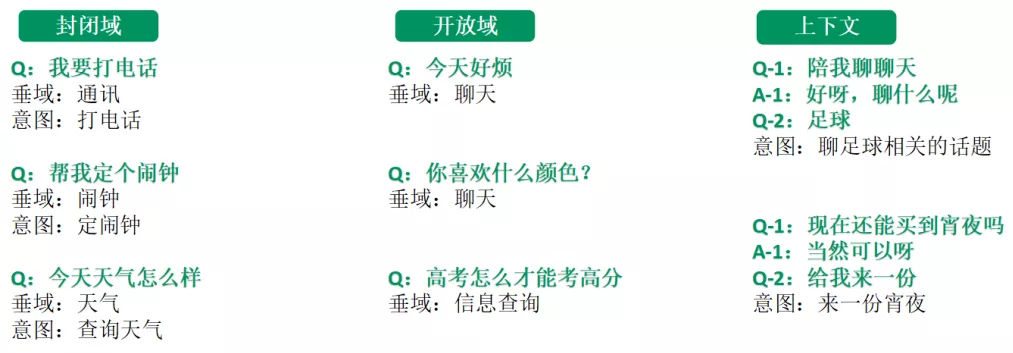 封闭域
Q：我要打电话
垂域：通讯
意图：打电话
Q：帮我定个闹钟
垂域：闹钟
意图：定闹钟
Q：今天天气怎么样
垂域：天气
意图：查询天气
开放域
Q：今天好烦
垂域：聊天
Q：你喜欢什么颜色？
垂域：聊天
Q：高考怎么才能考高分
垂域：信息查询
上下文
Q-1：陪我聊聊天
A-1：好呀，聊什么呢
Q-2：足球
意图：聊足球相关的话题
Q-1：现在还能买到宵夜吗
A-1：当然可以呀
Q-2：给我来一份
意图：来一份宵夜